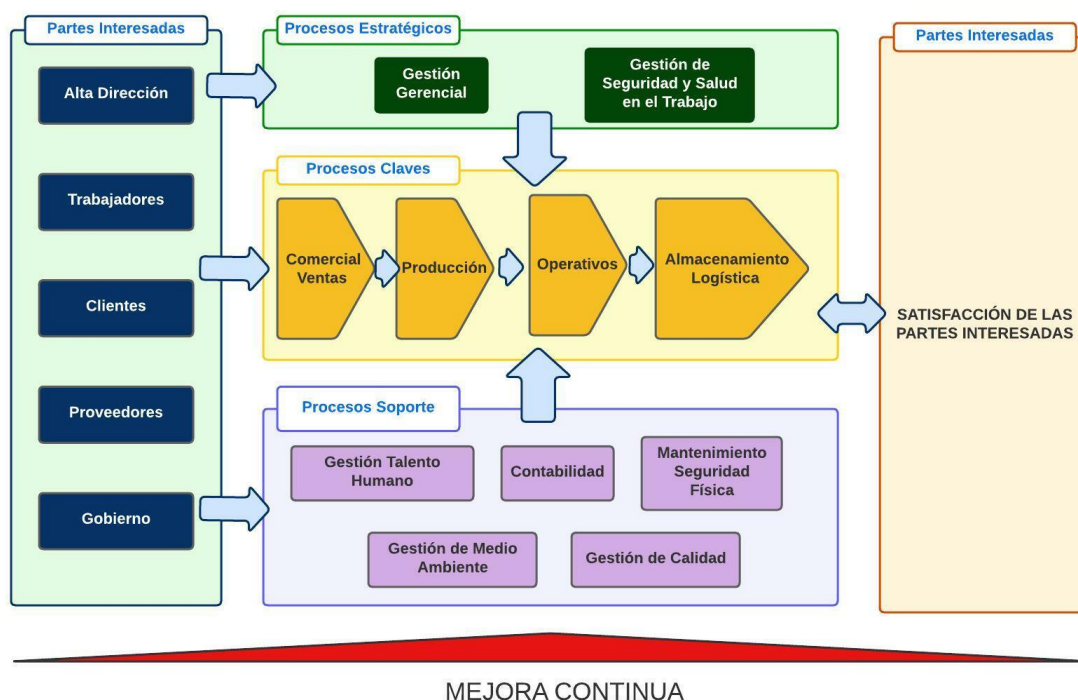 Partes Interesadas
Alta Dirección
Trabajadores
Clientes
Proveedores
Gobierno
Procesos Estratégicos
Gestión
Gerencial
Gestión de
Seguridad y Salud
en el Trabajo
Procesos Claves
Comercial
Ventas
Producción
Operativos
Almacenamiento
Logística
Procesos Soporte
Gestión Talento
Humano
Contabilidad
Mantenimiento
Seguridad
Física
Gestión de Medio
Ambiente
Gestión de Calidad
Partes Interesadas
SATISFACCIÓN DE LAS
PARTES INTERESADAS
MEJORA CONTINUA